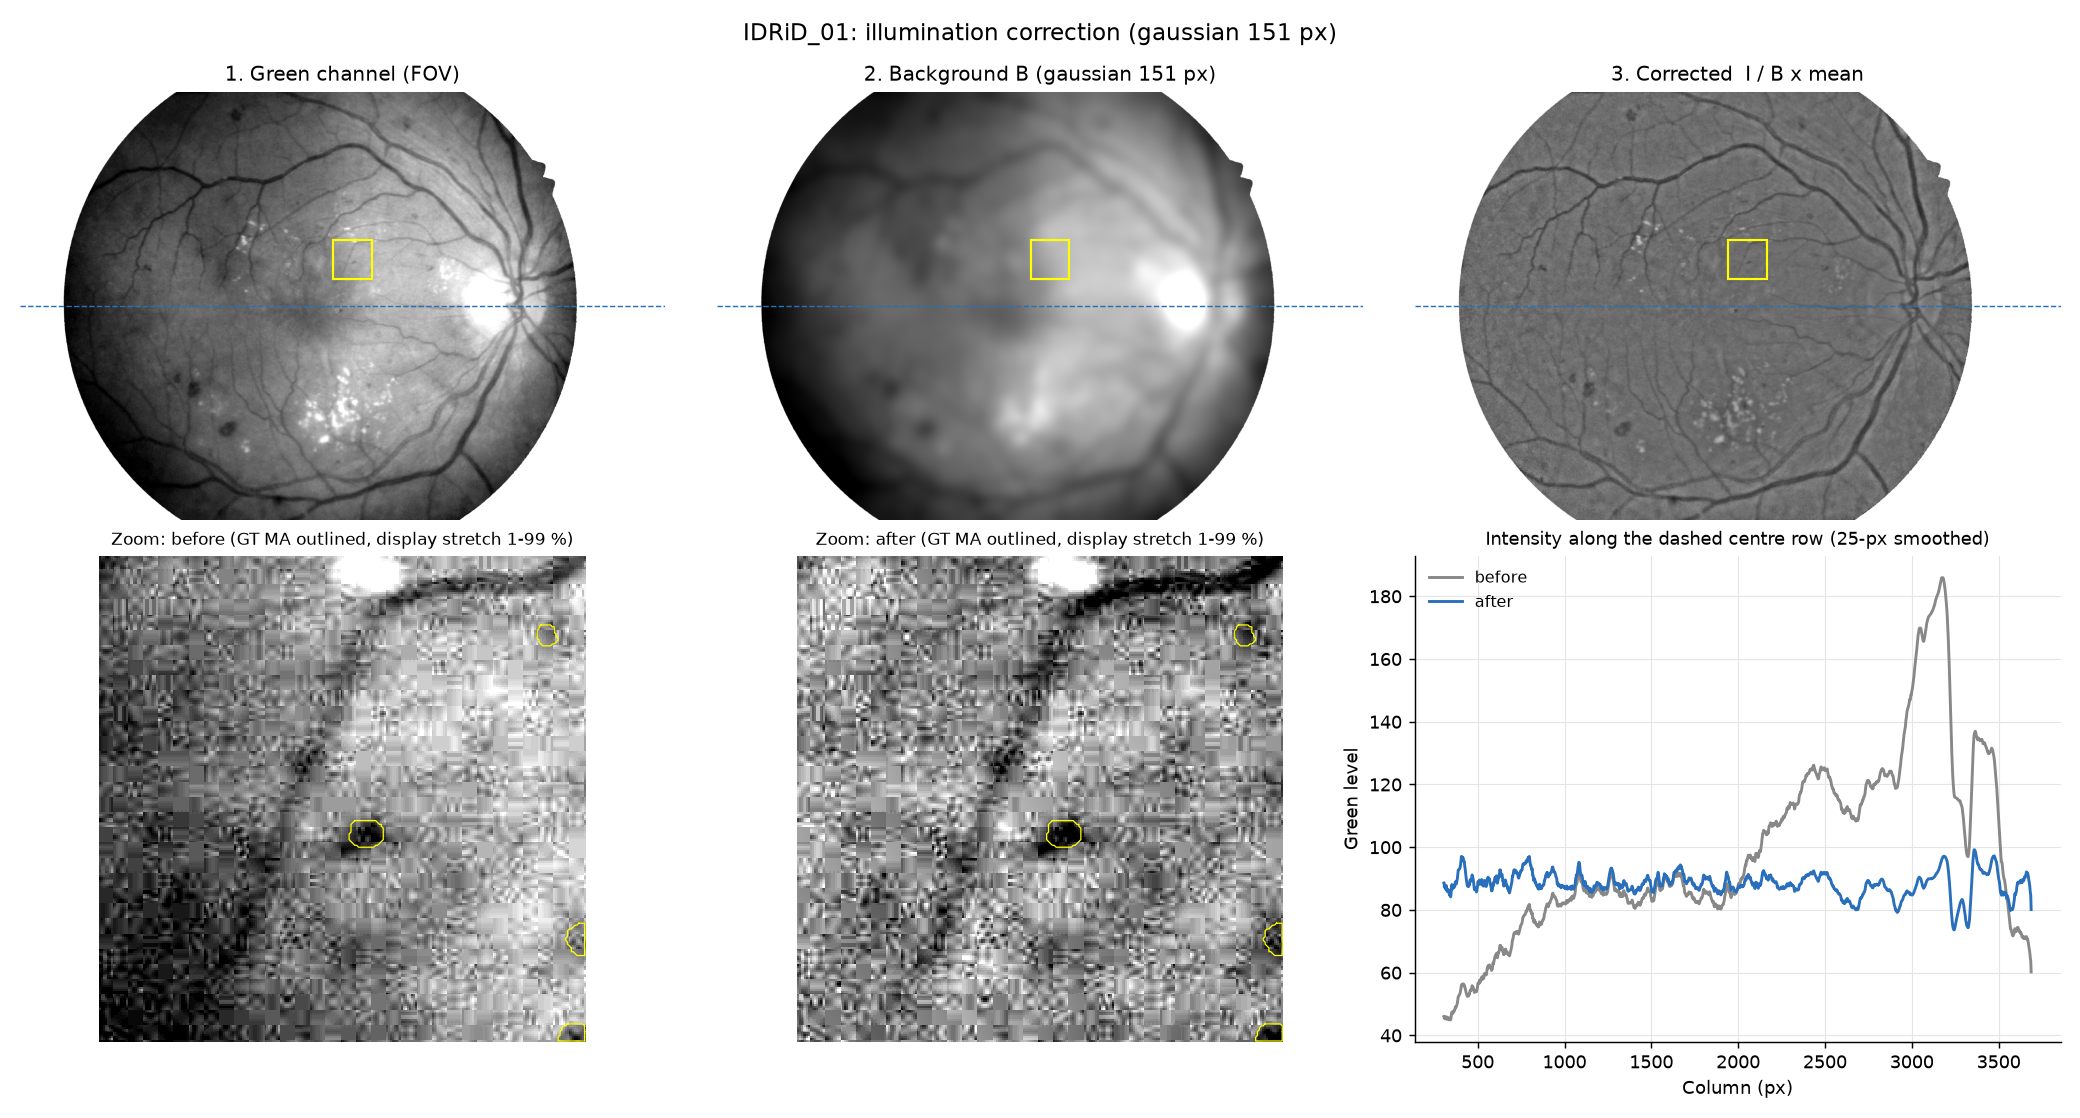 IDRiD_01: illumination correction (gaussian 151 px)
1. Green channel (FOV)
2. Background B (gaussian 151 px)
3. Corrected  I / B x mean
Zoom: before (GT MA outlined, display stretch 1-99 %)
Zoom: after (GT MA outlined, display stretch 1-99 %)
Intensity along the dashed centre row (25-px smoothed)
before
after
Green level
180
160
140
120
100
80
60
40
500 1000 1500 2000 2500 3000 3500
Column (px)